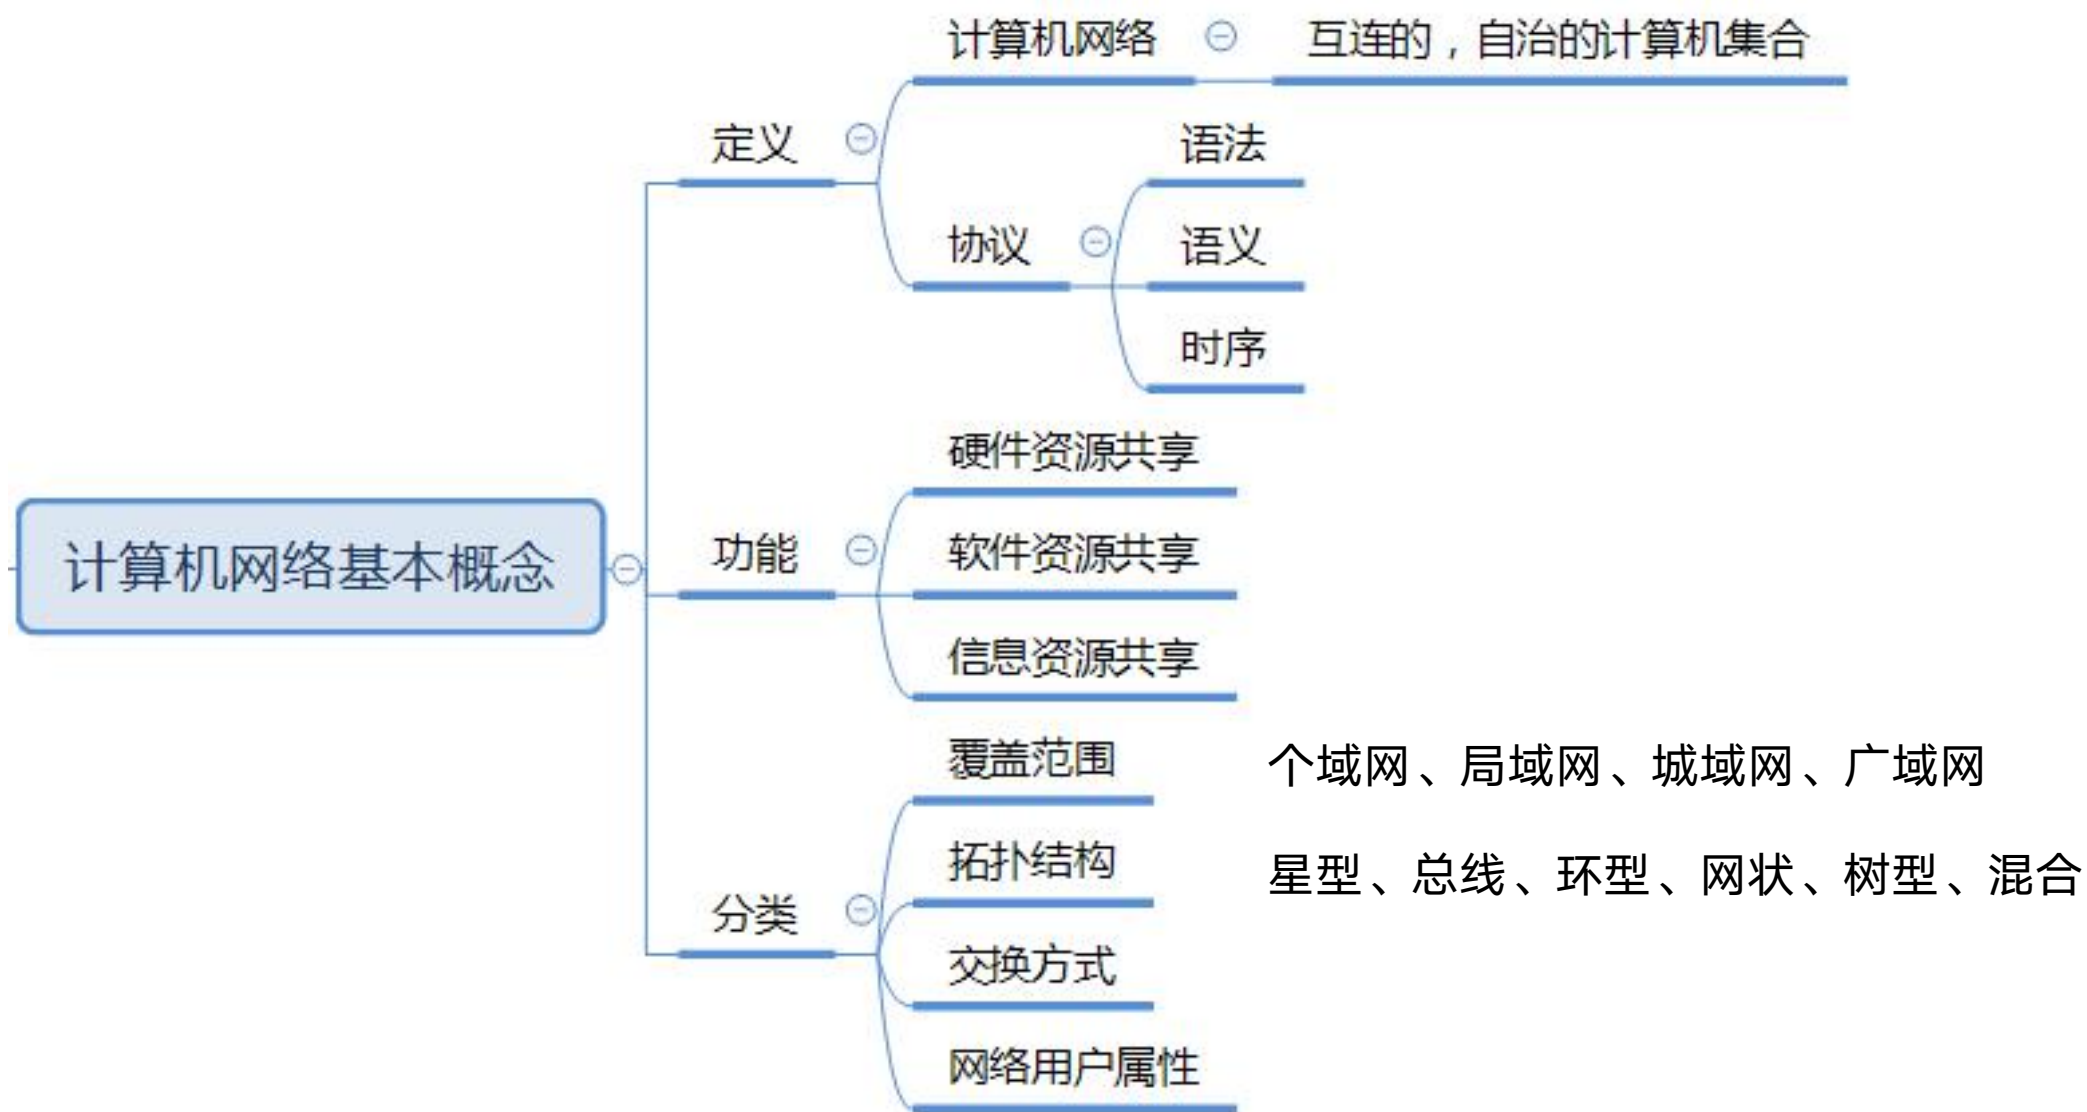 计算机网络
互连的，自治的计算机集合
定义
语法
协议
语义
时序
硬件资源共享
计算机网络基本概念
功能
软件资源共享
信息资源共享
覆盖范围
个域网、局域网、城域网、广域网
拓扑结构
星型、总线、环型、网状、树型、混合
分类
交换方式
网络用户属性